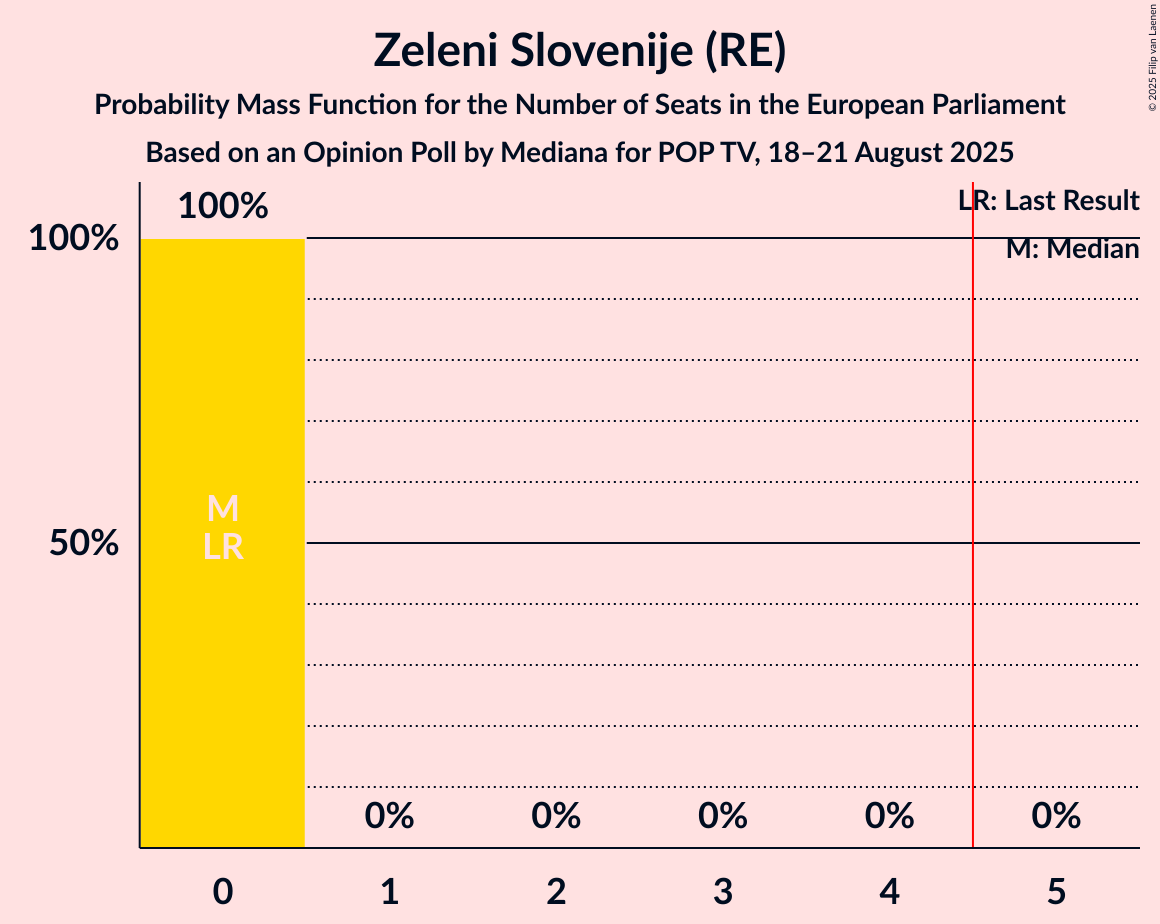 Zeleni Slovenije (RE)
Probability Mass Function for the Number of Seats in the European Parliament
Based on an Opinion Poll by Mediana for POP TV, 18–21 August 2025
© 2025 Filip van Laenen
LR: Last Result
M: Median
100%
100%
50%
M
LR
0% 0% 0% 0% 0%
0 1 2 3 4 5